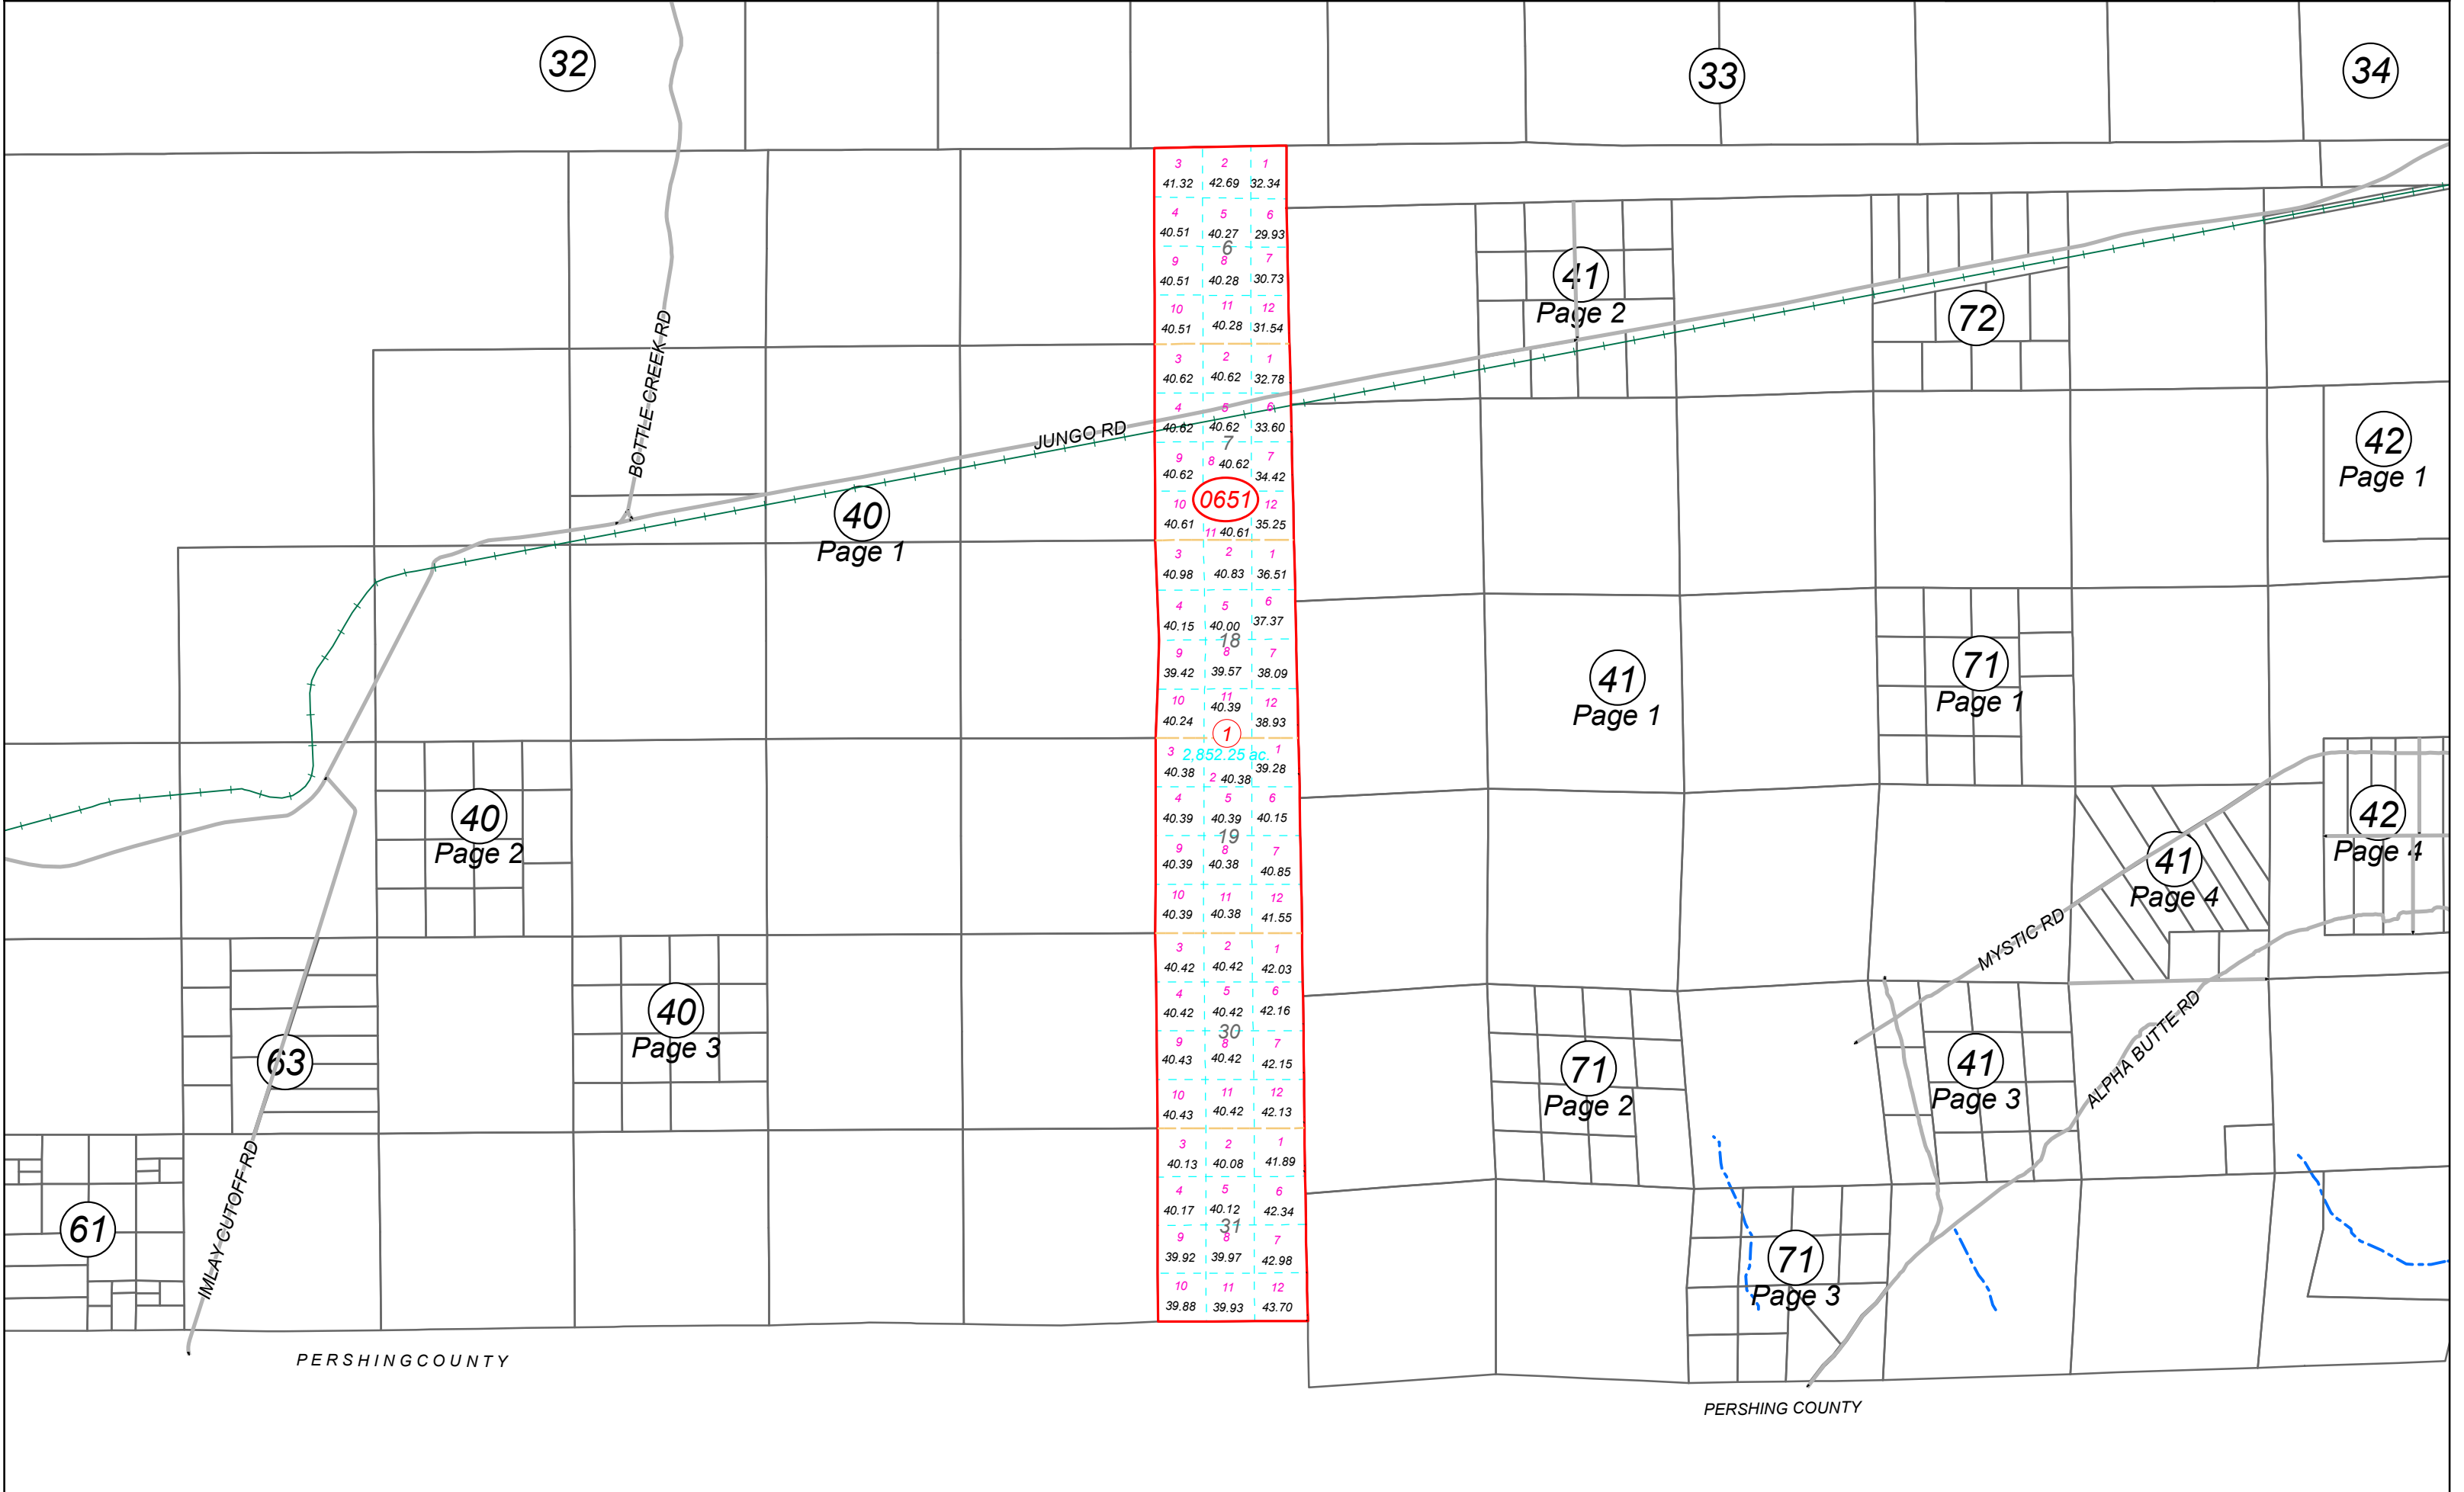 32
33
34
BOTTLE CREEK RD
JUNGO RD
3 2 1
41.32 42.69 32.34
4 5 6
40.51 40.27 29.93
6
9 8 7
40.51 40.28 30.73
10 11 12
40.51 40.28 31.54
3 2 1
40.62 40.62 32.78
4 5 6
40.62 40.62 33.60
7
9 8 40.62 7
40.62 34.42
0651
10 12
40.61 35.25
11 40.61
3 2 1
40.98 40.83 36.51
4 5 6
40.15 40.00 37.37
18
9 8 7
39.42 39.57 38.09
10 11 12
40.24 40.39 38.93
1
2,852.25 ac.
3 1
40.38 2 40.38 39.28
4 5 6
40.39 40.39 40.15
19
9 8 7
40.39 40.38 40.85
10 11 12
40.39 40.38 41.55
3 2 1
40.42 40.42 42.03
4 5 6
40.42 40.42 42.16
30
9 8 7
40.43 40.42 42.15
10 11 12
40.43 40.42 42.13
3 2 1
40.13 40.08 41.89
4 5 6
40.17 40.12 42.34
31
9 8 7
39.92 39.97 42.98
10 11 12
39.88 39.93 43.70
41
Page 2
72
42
Page 1
40
Page 1
41
Page 1
71
Page 1
40
Page 2
42
Page 4
41
Page 4
MYSTIC RD
40
Page 3
63
71
Page 2
41
Page 3
ALPHA BUTTE RD
61
IMLAY CUTOFF RD
71
Page 3
PERSHING COUNTY
PERSHING COUNTY